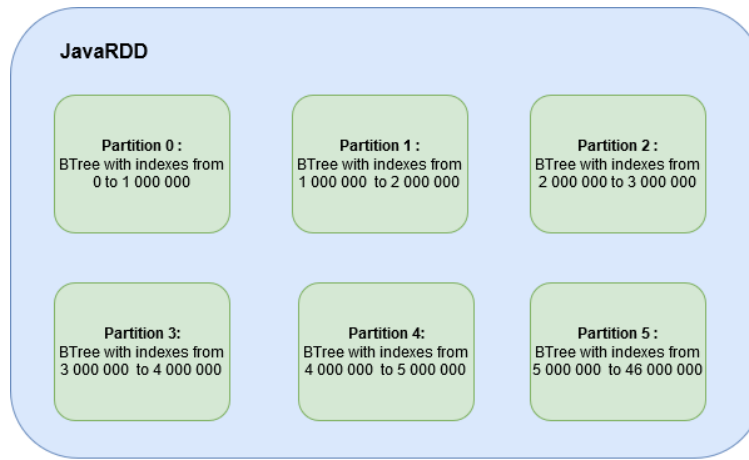 JavaRDD
Partition 0 :
BTree with indexes from
0 to 1 000 000
Partition 1 :
BTree with indexes from
1 000 000 to 2 000 000
Partition 2 :
BTree with indexes from
2 000 000 to 3 000 000
Partition 3:
BTree with indexes from
3 000 000 to 4 000 000
Partition 4:
BTree with indexes from
4 000 000 to 5 000 000
Partition 5 :
BTree with indexes from
5 000 000 to 46 000 000